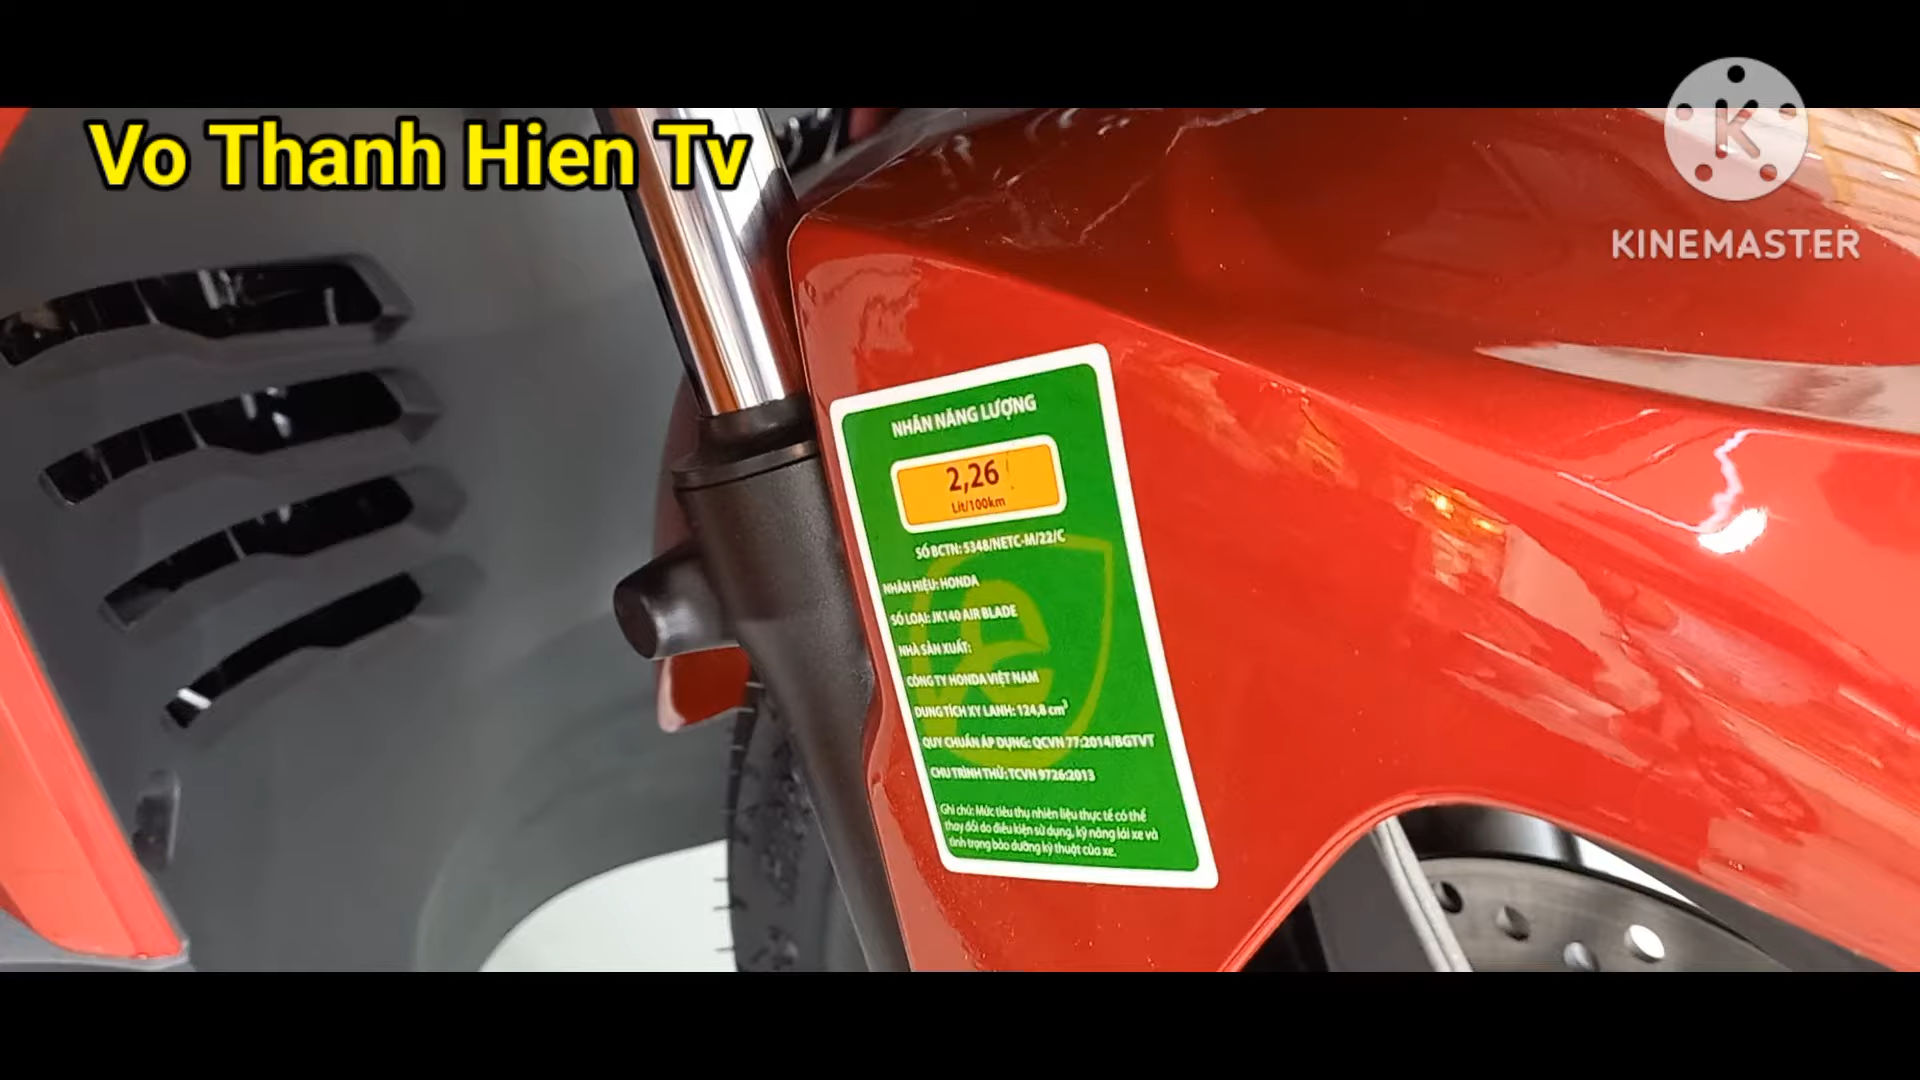 Vo Thanh Hien Tv
K
KINEMASTER
NHÃN NĂNG LƯỢNG
2,26
Lít/100km
SỐ BCTN: 5348/NETC-M/22/C
NHÃN HIỆU: HONDA
SỐ LOẠI: JK140 AIR BLADE
NHÀ SẢN XUẤT:
CÔNG TY HONDA VIỆT NAM
DUNG TÍCH XY LANH: 124,8 cm³
QUY CHUẨN ÁP DỤNG: QCVN 77:2014/BGTVT
CHU TRÌNH THỬ: TCVN 9726:2013
Ghi chú: Mức tiêu thụ nhiên liệu thực tế có thể
thay đổi do điều kiện sử dụng, kỹ năng lái xe và
tình trạng bảo dưỡng kỹ thuật của xe.